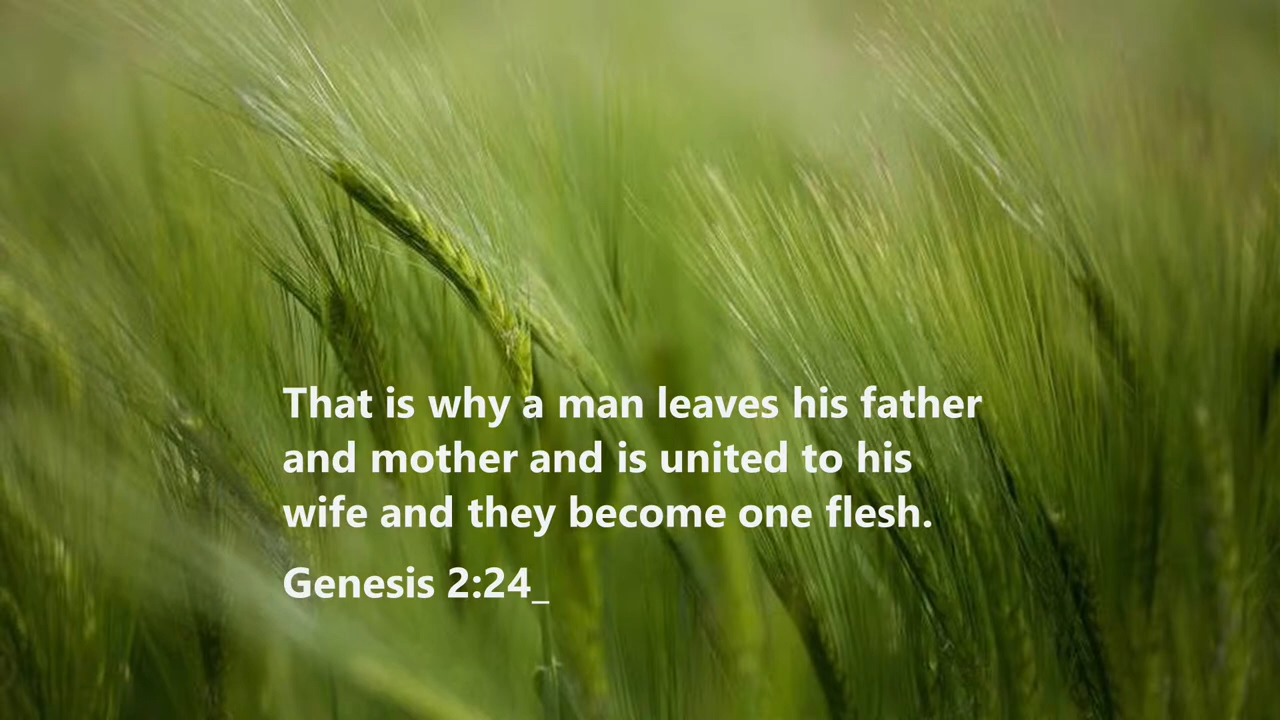 That is why a man leaves his father
and mother and is united to his
wife and they become one flesh.
Genesis 2:24_